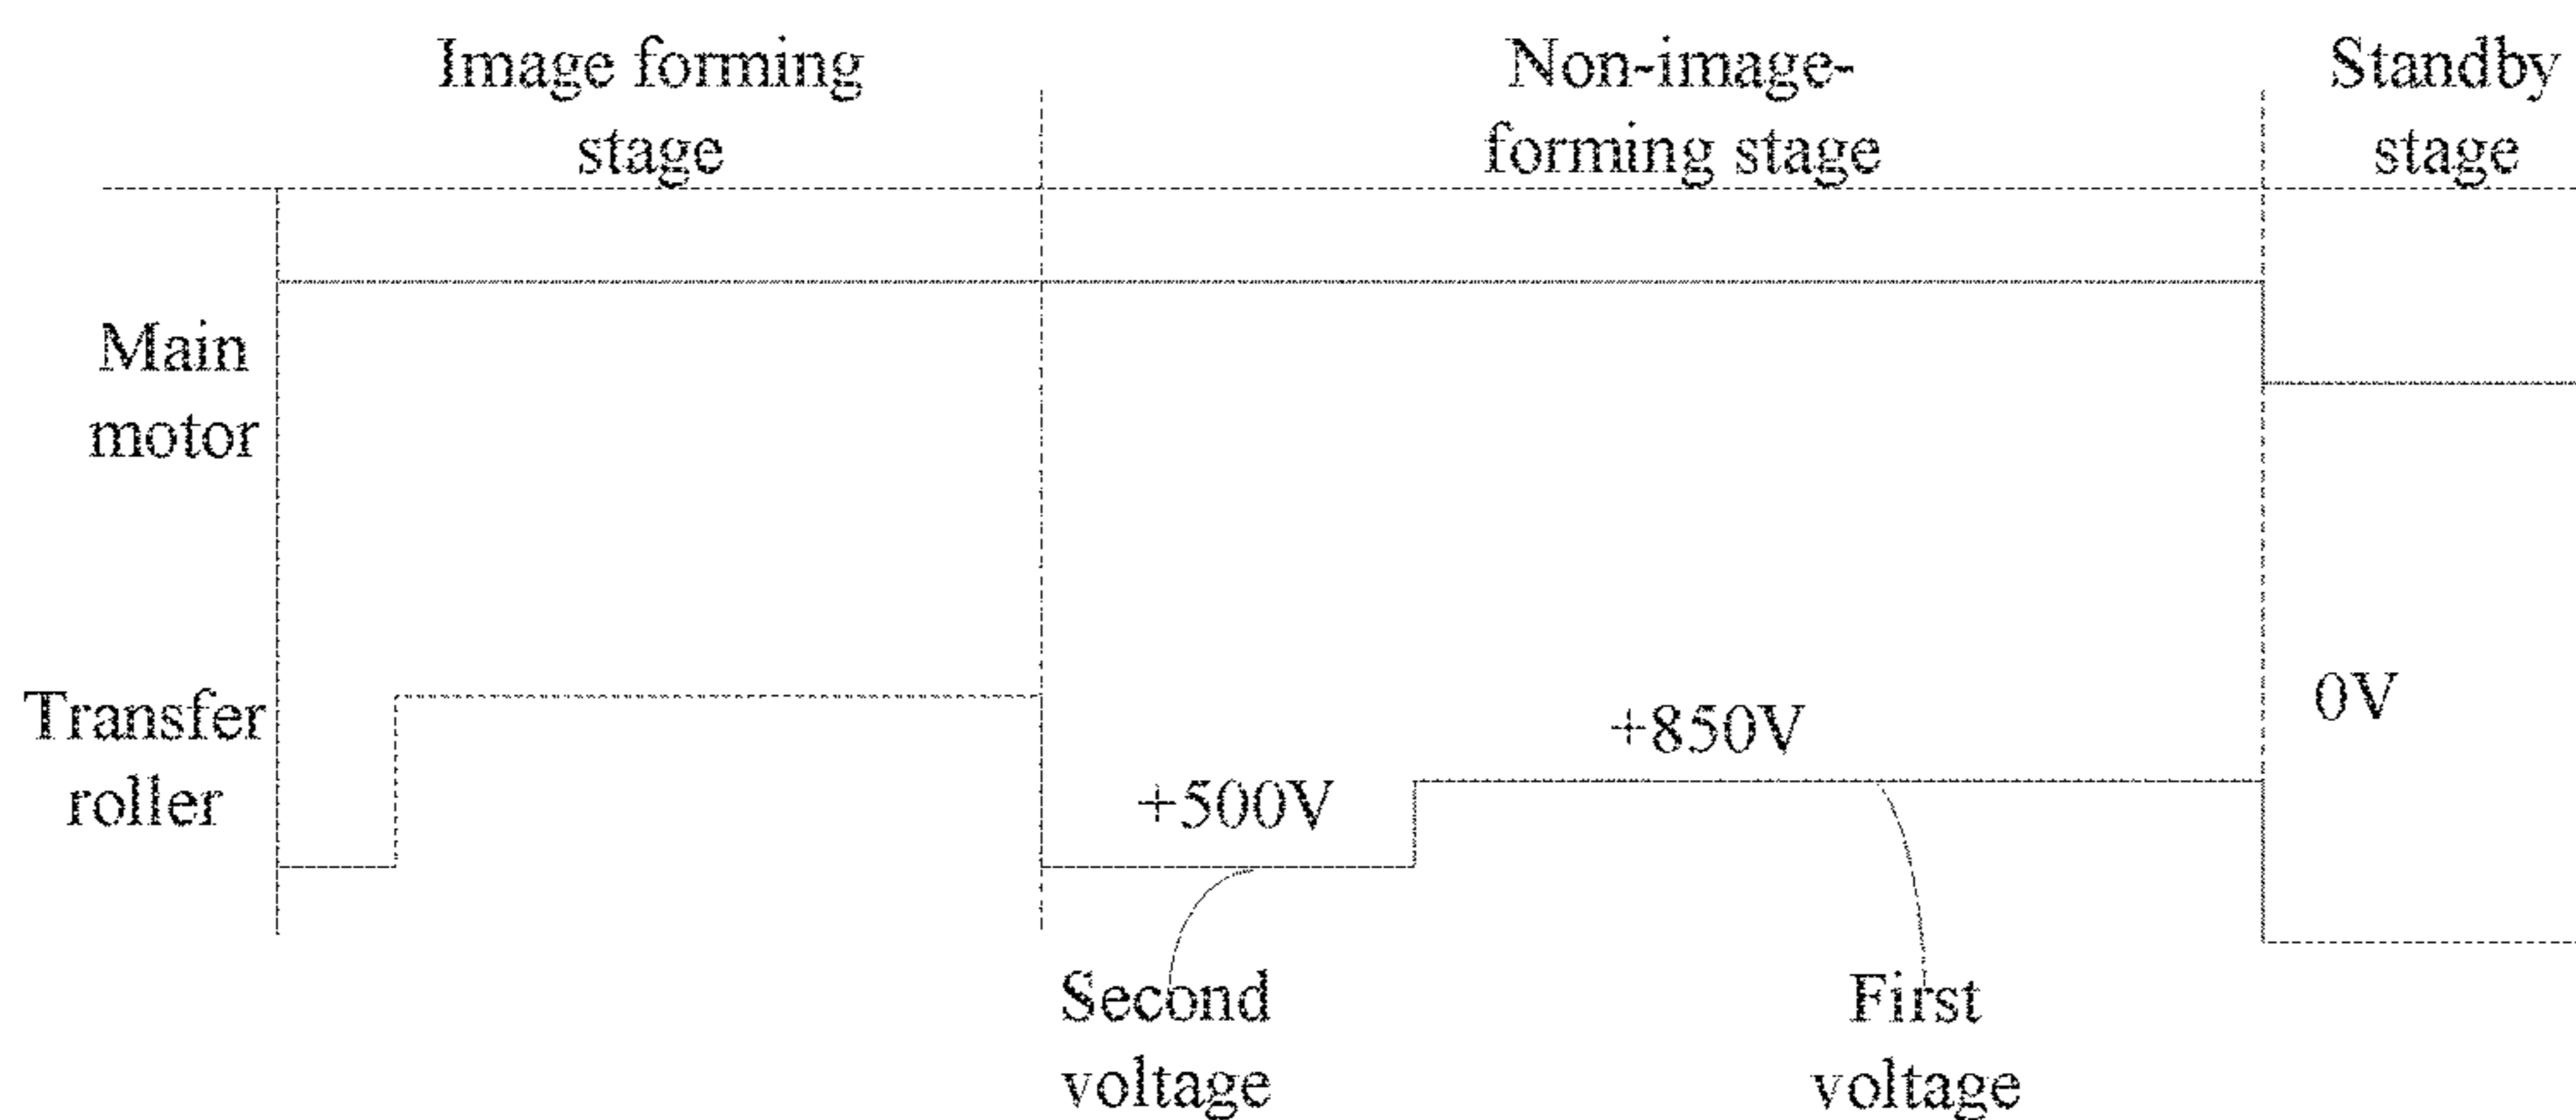 Image forming
stage
Non-image-
forming stage
Standby
stage
Main
motor
Transfer
roller
+500V
+850V
0V
Second
voltage
First
voltage